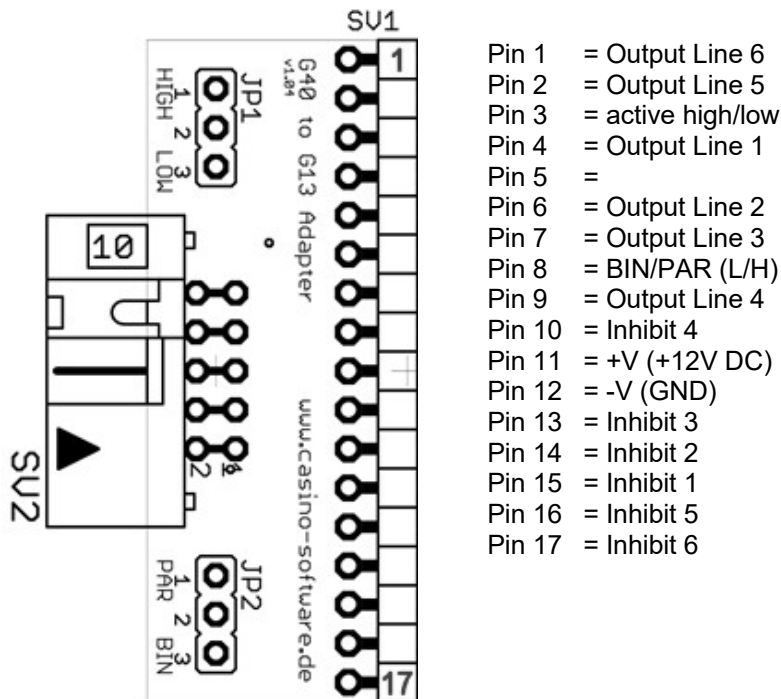 SV1
1
17
G40 to G13 Adapter
v1.04
www.casino-software.de
JP1
1 2 3
HIGH LOW
10
SV2
2 1
JP2
1 2 3
PAR BIN
Pin 1 = Output Line 6
Pin 2 = Output Line 5
Pin 3 = active high/low
Pin 4 = Output Line 1
Pin 5 =
Pin 6 = Output Line 2
Pin 7 = Output Line 3
Pin 8 = BIN/PAR (L/H)
Pin 9 = Output Line 4
Pin 10 = Inhibit 4
Pin 11 = +V (+12V DC)
Pin 12 = -V (GND)
Pin 13 = Inhibit 3
Pin 14 = Inhibit 2
Pin 15 = Inhibit 1
Pin 16 = Inhibit 5
Pin 17 = Inhibit 6